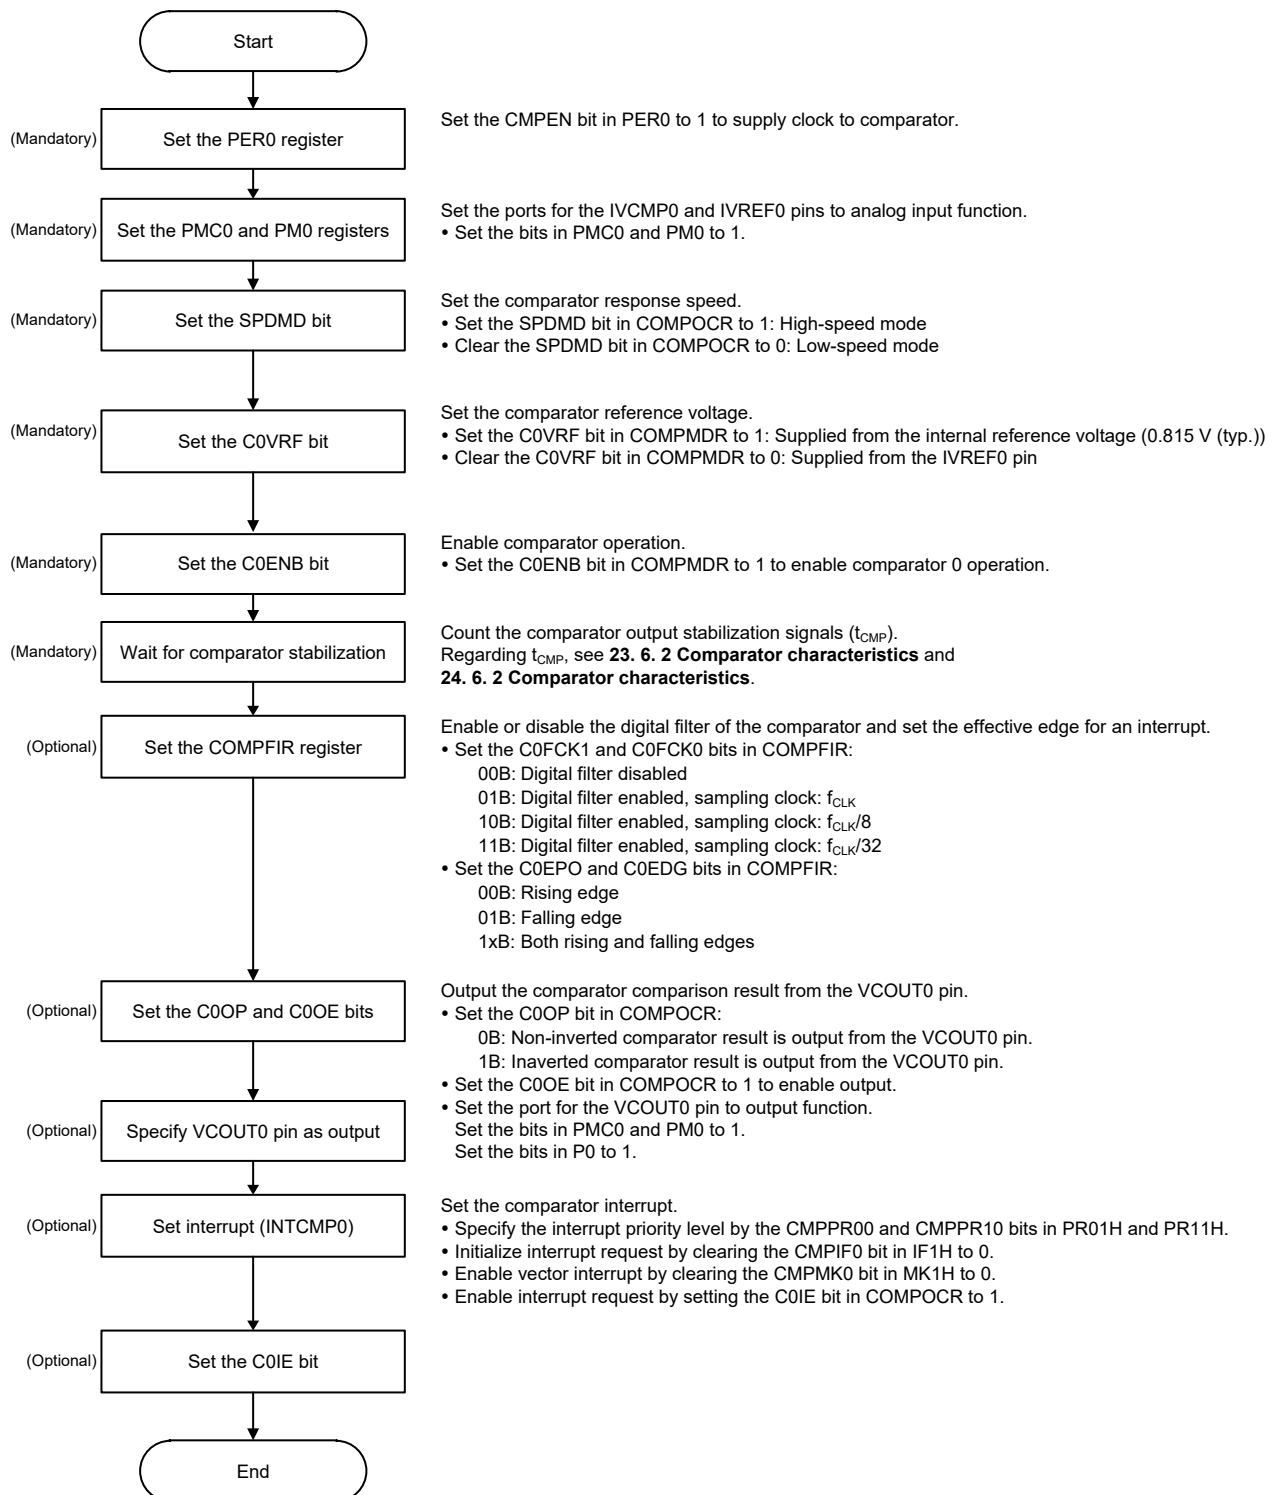 Start
(Mandatory)
Set the PER0 register
Set the CMPEN bit in PER0 to 1 to supply clock to comparator.
(Mandatory)
Set the PMC0 and PM0 registers
Set the ports for the IVCMP0 and IVREF0 pins to analog input function.
• Set the bits in PMC0 and PM0 to 1.
(Mandatory)
Set the SPDMD bit
Set the comparator response speed.
• Set the SPDMD bit in COMPOCR to 1: High-speed mode
• Clear the SPDMD bit in COMPOCR to 0: Low-speed mode
(Mandatory)
Set the C0VRF bit
Set the comparator reference voltage.
• Set the C0VRF bit in COMPMDR to 1: Supplied from the internal reference voltage (0.815 V (typ.))
• Clear the C0VRF bit in COMPMDR to 0: Supplied from the IVREF0 pin
(Mandatory)
Set the C0ENB bit
Enable comparator operation.
• Set the C0ENB bit in COMPMDR to 1 to enable comparator 0 operation.
(Mandatory)
Wait for comparator stabilization
Count the comparator output stabilization signals (tCMP).
Regarding tCMP, see 23. 6. 2 Comparator characteristics and
24. 6. 2 Comparator characteristics.
(Optional)
Set the COMPFIR register
Enable or disable the digital filter of the comparator and set the effective edge for an interrupt.
• Set the C0FCK1 and C0FCK0 bits in COMPFIR:
00B: Digital filter disabled
01B: Digital filter enabled, sampling clock: fCLK
10B: Digital filter enabled, sampling clock: fCLK/8
11B: Digital filter enabled, sampling clock: fCLK/32
• Set the C0EPO and C0EDG bits in COMPFIR:
00B: Rising edge
01B: Falling edge
1xB: Both rising and falling edges
(Optional)
Set the C0OP and C0OE bits
Output the comparator comparison result from the VCOUT0 pin.
• Set the C0OP bit in COMPOCR:
0B: Non-inverted comparator result is output from the VCOUT0 pin.
1B: Inaverted comparator result is output from the VCOUT0 pin.
• Set the C0OE bit in COMPOCR to 1 to enable output.
(Optional)
Specify VCOUT0 pin as output
• Set the port for the VCOUT0 pin to output function.
Set the bits in PMC0 and PM0 to 1.
Set the bits in P0 to 1.
(Optional)
Set interrupt (INTCMP0)
Set the comparator interrupt.
• Specify the interrupt priority level by the CMPPR00 and CMPPR10 bits in PR01H and PR11H.
• Initialize interrupt request by clearing the CMPIF0 bit in IF1H to 0.
• Enable vector interrupt by clearing the CMPMK0 bit in MK1H to 0.
• Enable interrupt request by setting the C0IE bit in COMPOCR to 1.
(Optional)
Set the C0IE bit
End